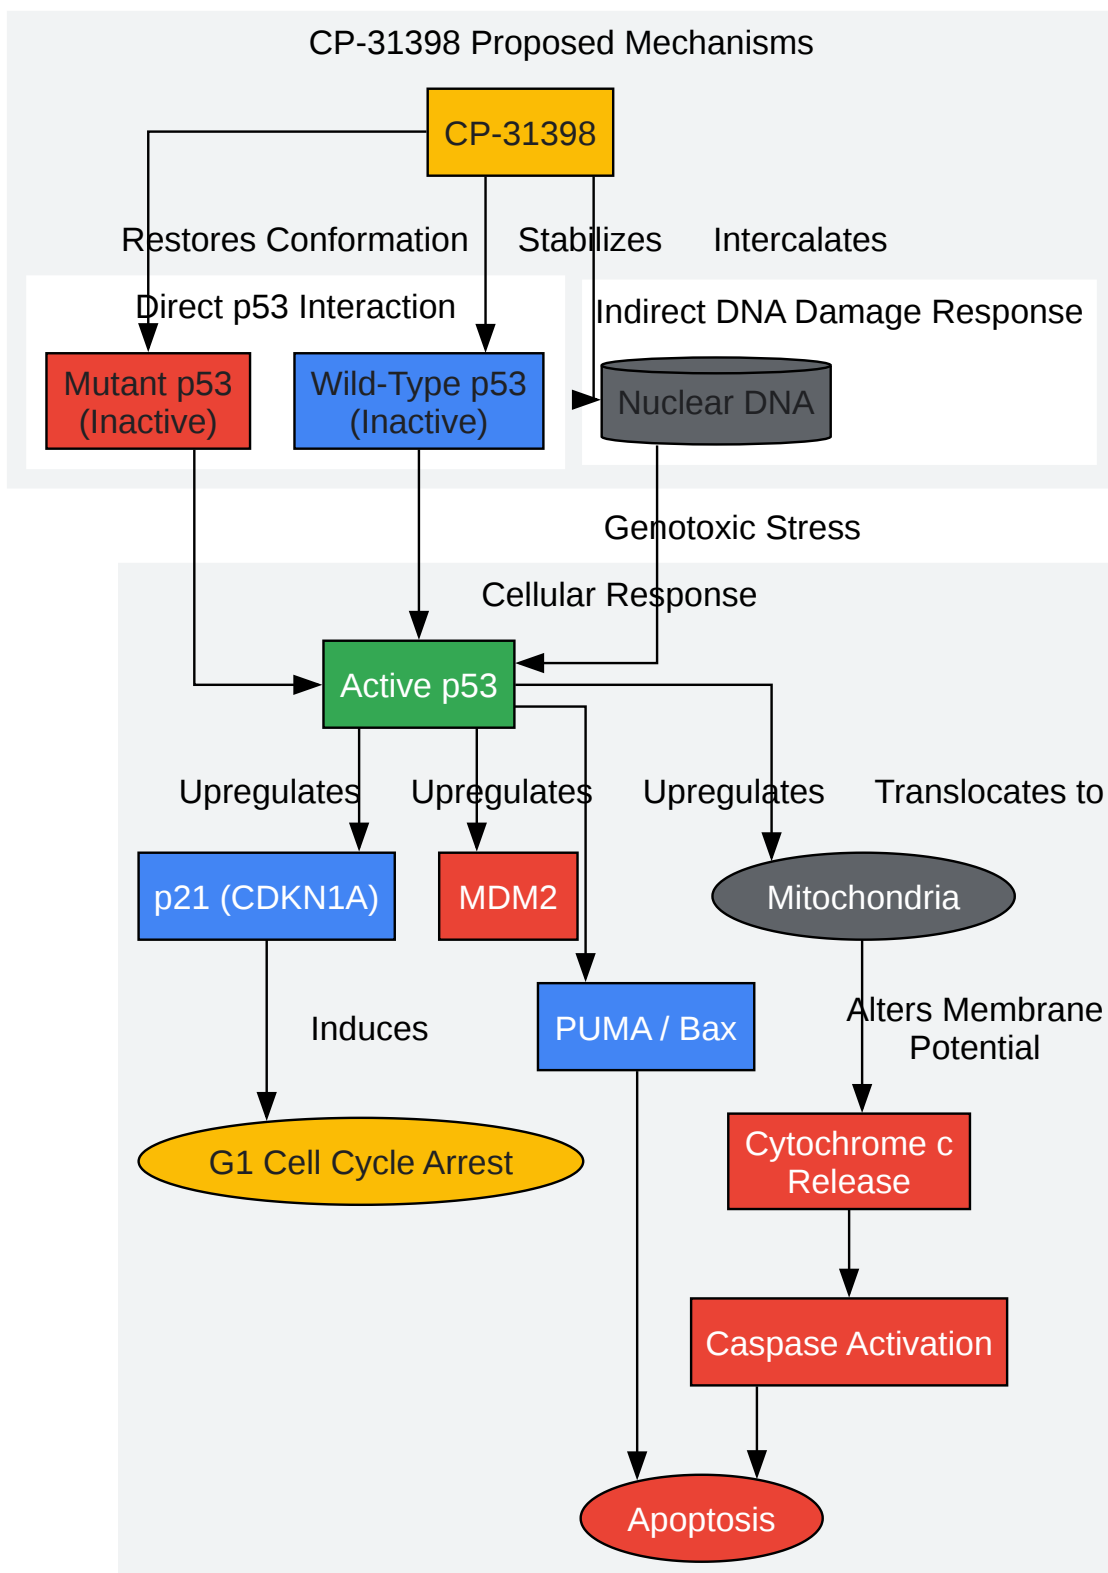 CP-31398 Proposed Mechanisms
CP-31398
Restores Conformation
Stabilizes
Intercalates
Direct p53 Interaction
Indirect DNA Damage Response
Mutant p53
(Inactive)
Wild-Type p53
(Inactive)
Nuclear DNA
Genotoxic Stress
Cellular Response
Active p53
Upregulates
Upregulates
Upregulates
Translocates to
p21 (CDKN1A)
MDM2
Mitochondria
PUMA / Bax
Induces
Alters Membrane
Potential
G1 Cell Cycle Arrest
Cytochrome c
Release
Caspase Activation
Apoptosis